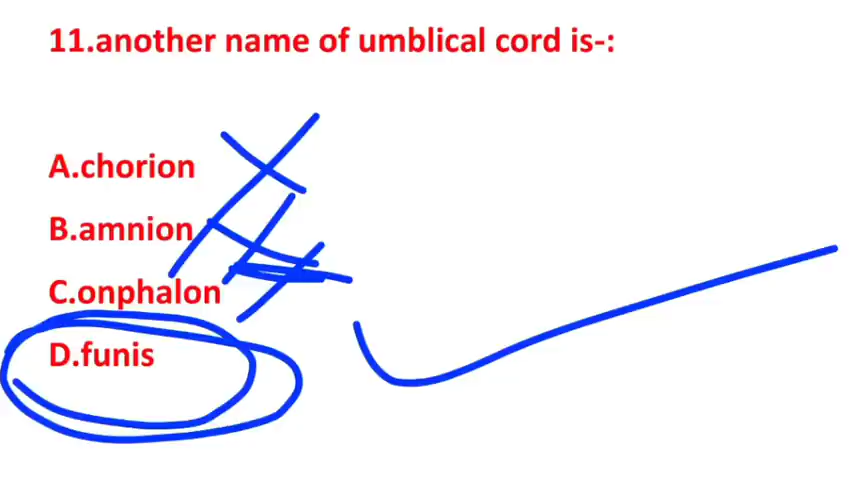 11.another name of umblical cord is-:
A.chorion
B.amnion
C.onphalon
D.funis